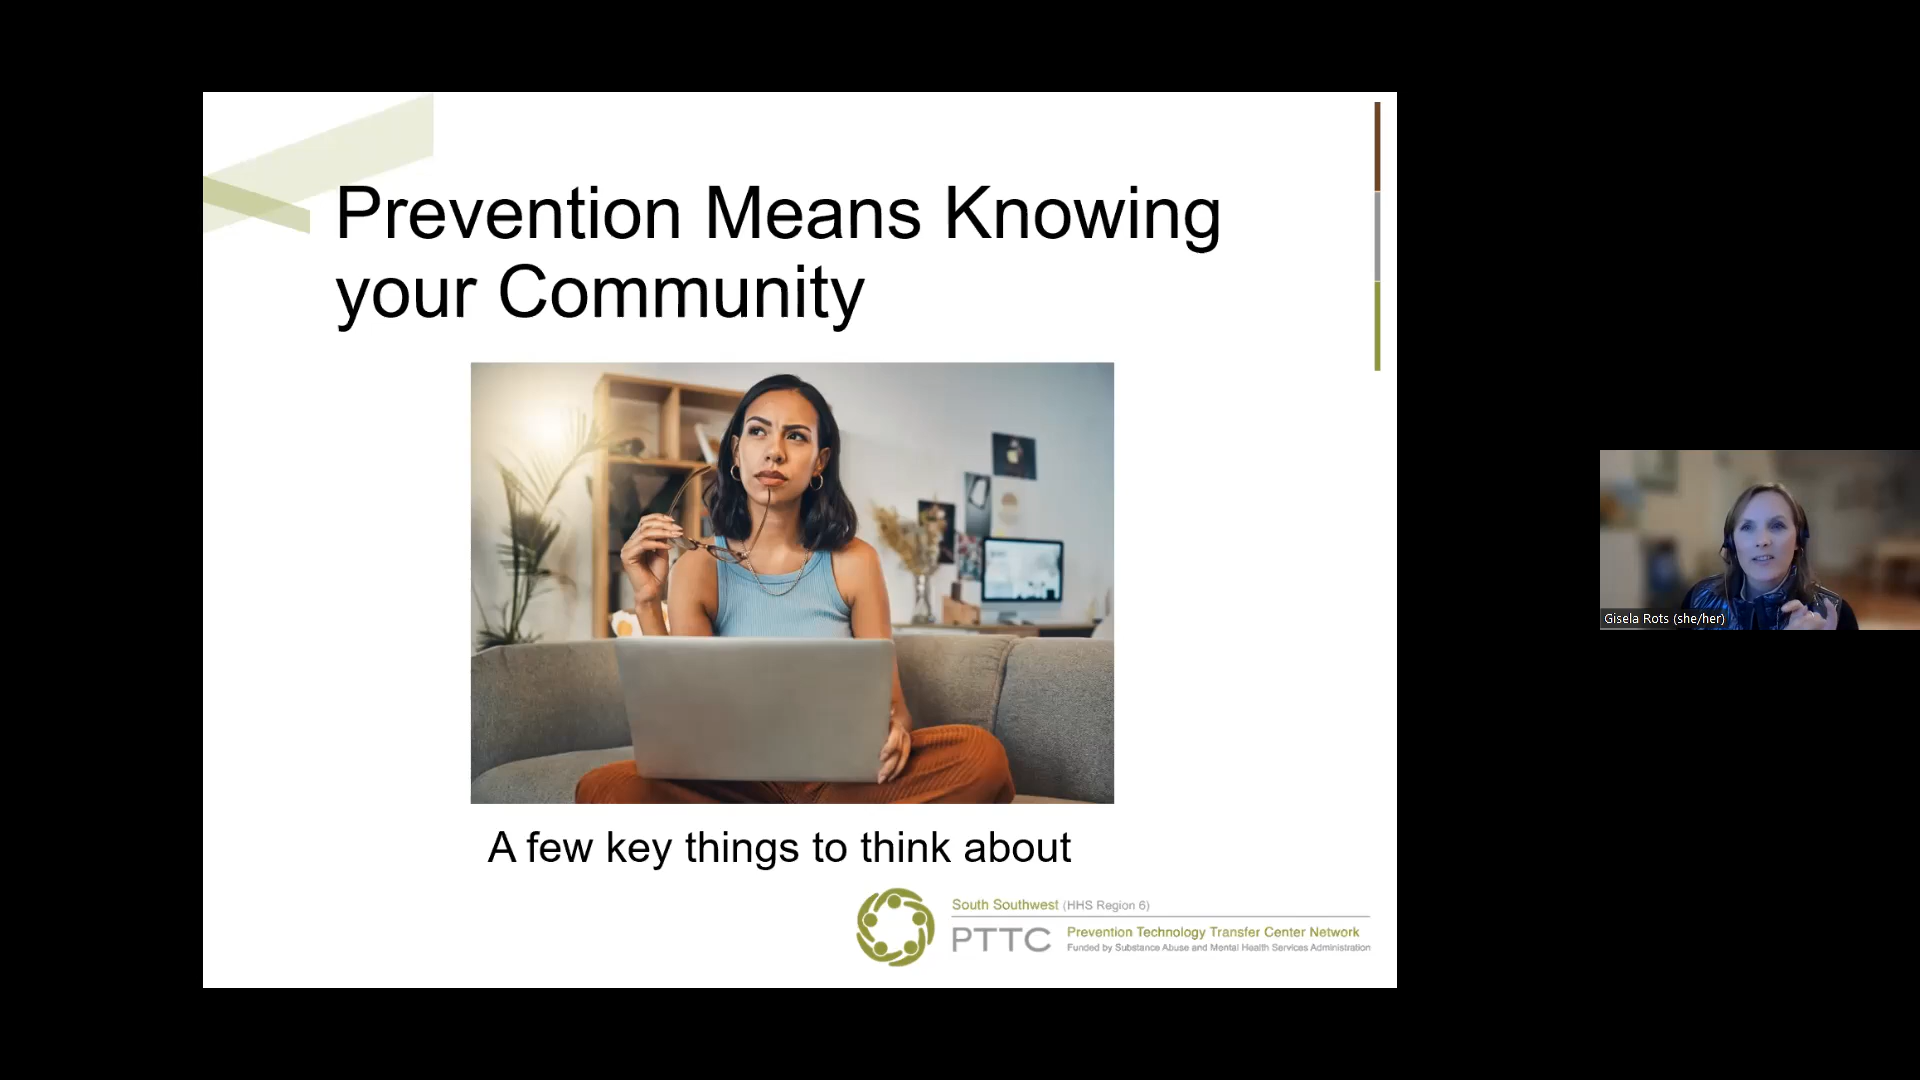 Prevention Means Knowing
your Community
A few key things to think about
South Southwest (HHS Region 6)
PTTC
Prevention Technology Transfer Center Network
Funded by Substance Abuse and Mental Health Services Administration
Gisela Rots (she/her)